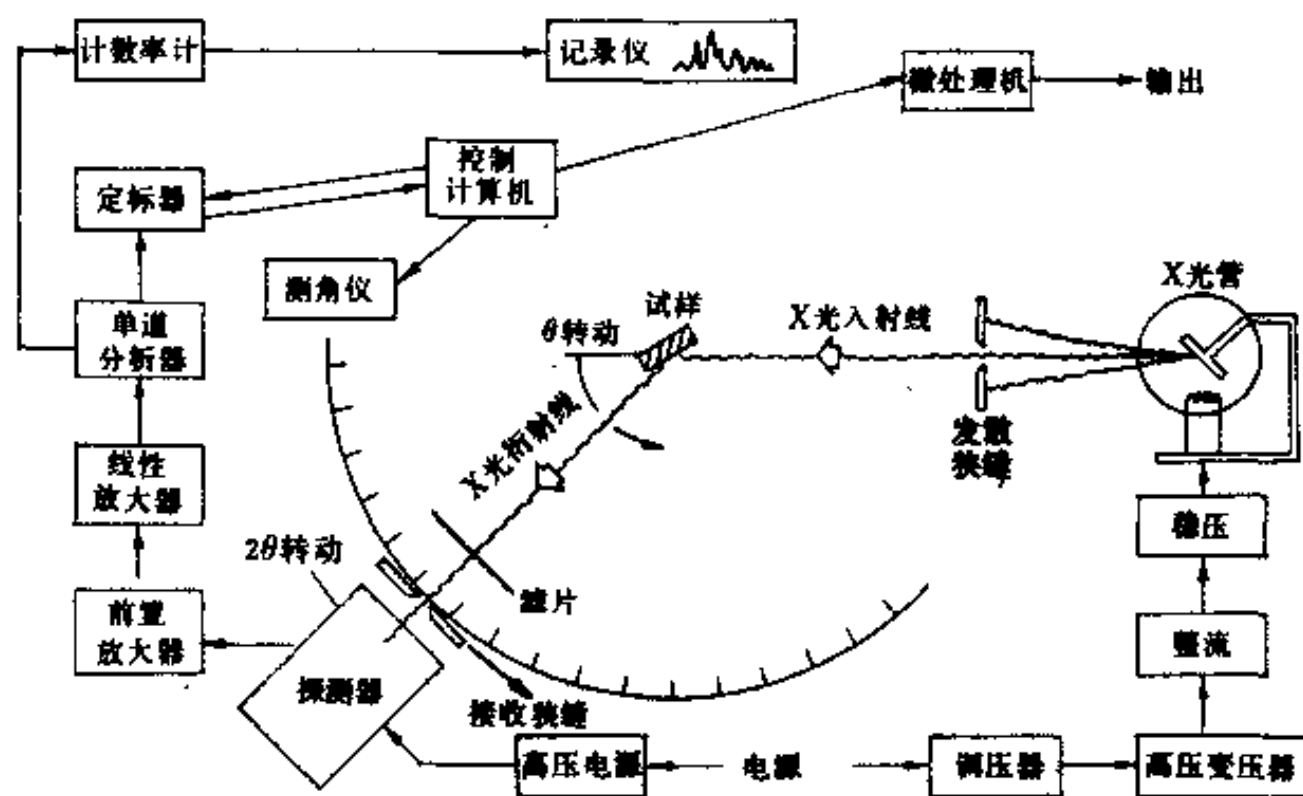 计数率计
记录仪
微处理机
输出
控制
计算机
定标器
测角仪
X光管
试样
X光入射线
θ转动
单道
分析器
发散
狭缝
X光衍射线
线性
放大器
稳压
2θ转动
滤片
前置
放大器
整流
探测器
接收狭缝
高压电源
电源
调压器
高压变压器